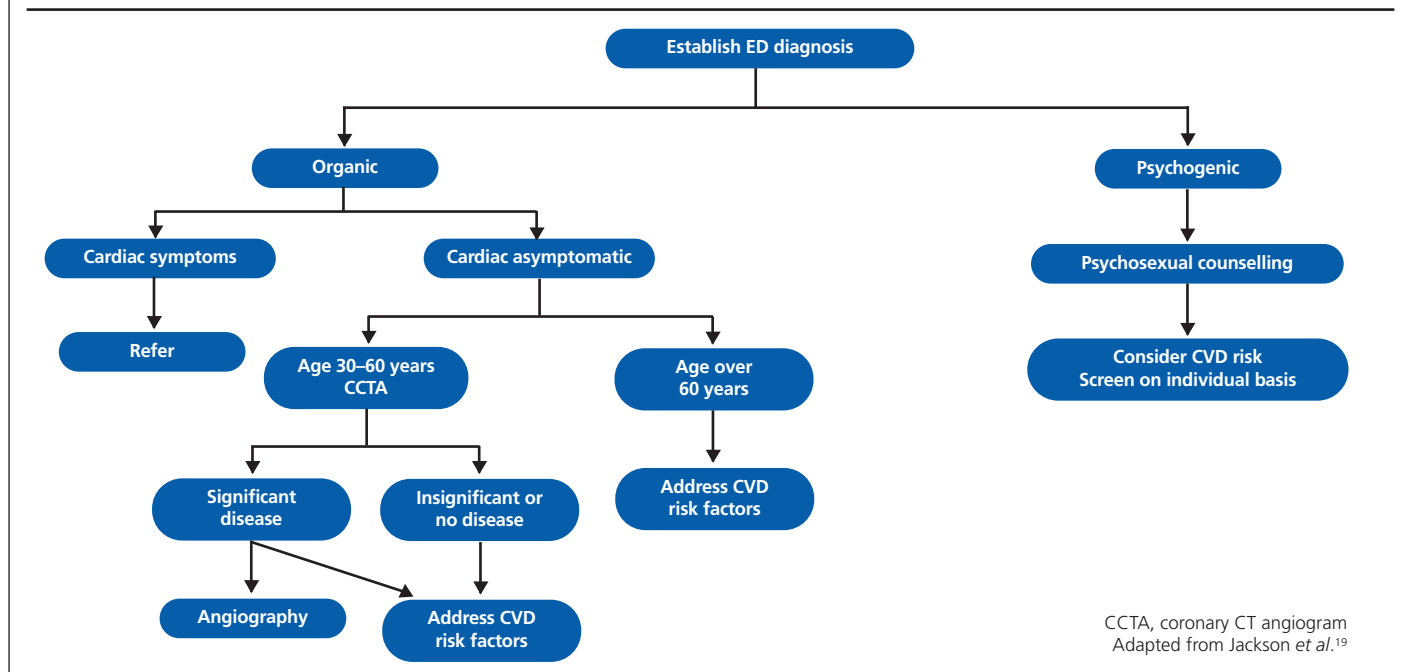 Establish ED diagnosis
Organic
Psychogenic
Cardiac symptoms
Cardiac asymptomatic
Psychosexual counselling
Refer
Age 30–60 years
CCTA
Age over
60 years
Consider CVD risk
Screen on individual basis
Significant
disease
Insignificant or
no disease
Address CVD
risk factors
Angiography
Address CVD
risk factors
CCTA, coronary CT angiogram
Adapted from Jackson et al.¹⁹